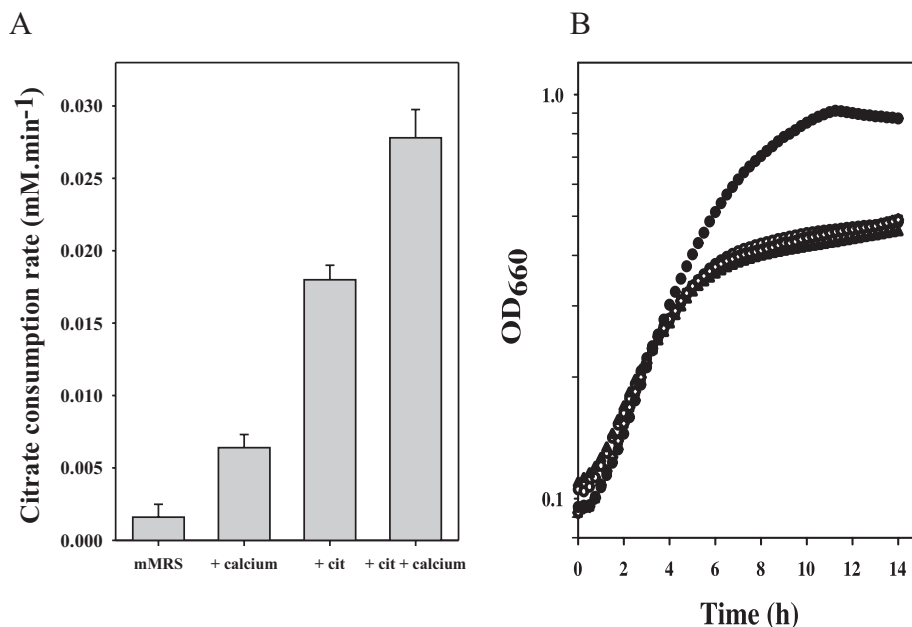 A
Citrate consumption rate (mM.min-1)
0.030
0.025
0.020
0.015
0.010
0.005
0.000
mMRS
+ calcium
+ cit
+ cit + calcium
B
OD660
1.0
0.1
0 2 4 6 8 10 12 14
Time (h)